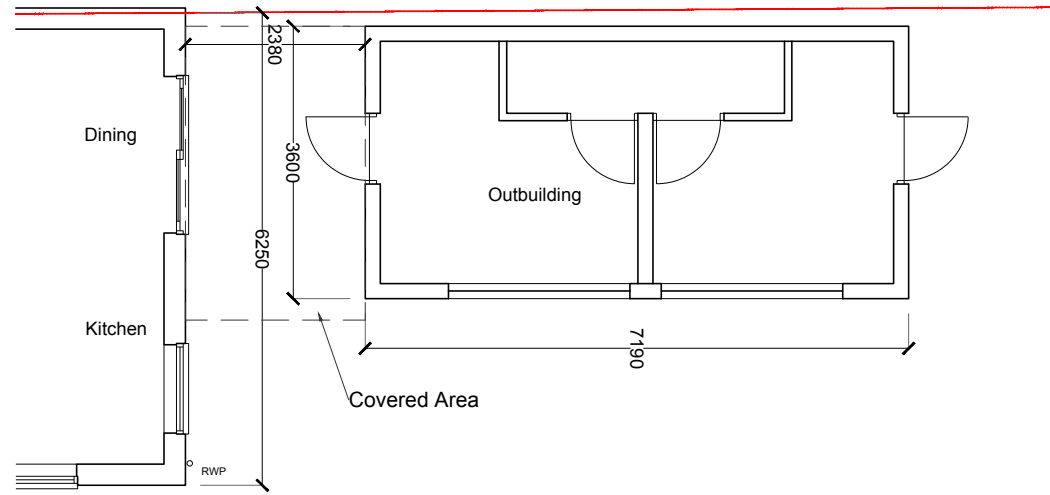 2380
Dining
3600
Outbuilding
6250
Kitchen
7190
Covered Area
RWP